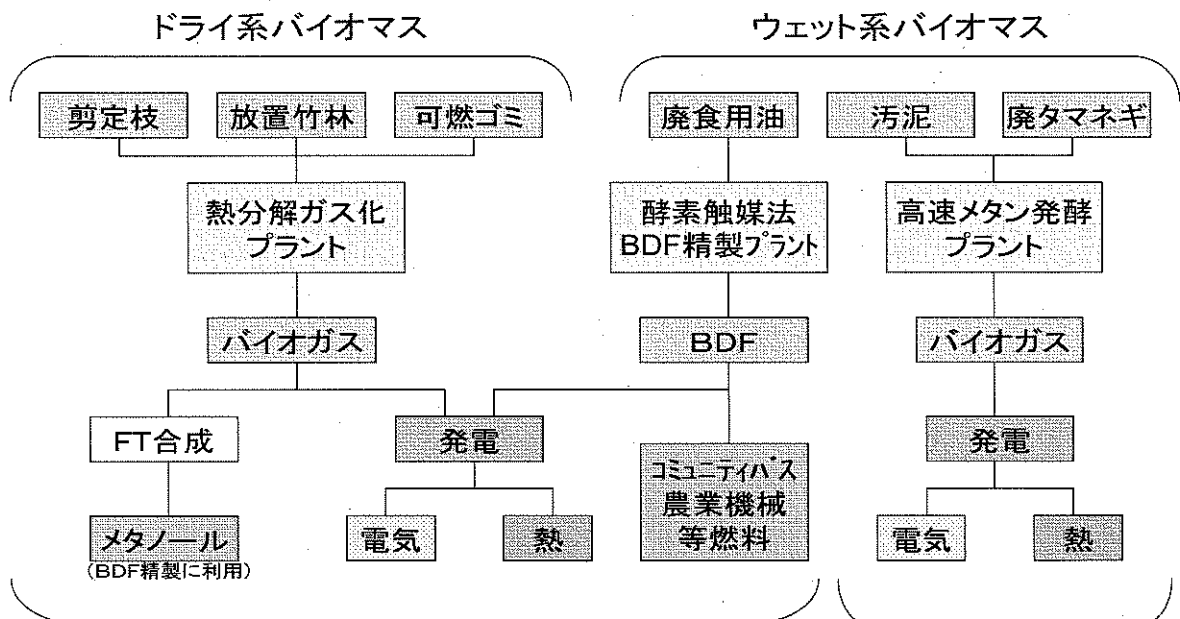 ドライ系バイオマス
ウェット系バイオマス
剪定枝
放置竹林
可燃ゴミ
廃食用油
汚泥
廃タマネギ
熱分解ガス化
プラント
酵素触媒法
BDF精製プラント
高速メタン発酵
プラント
バイオガス
BDF
バイオガス
FT合成
発電
コミュニティバス
農業機械
等燃料
発電
メタノール
(BDF精製に利用)
電気
熱
電気
熱